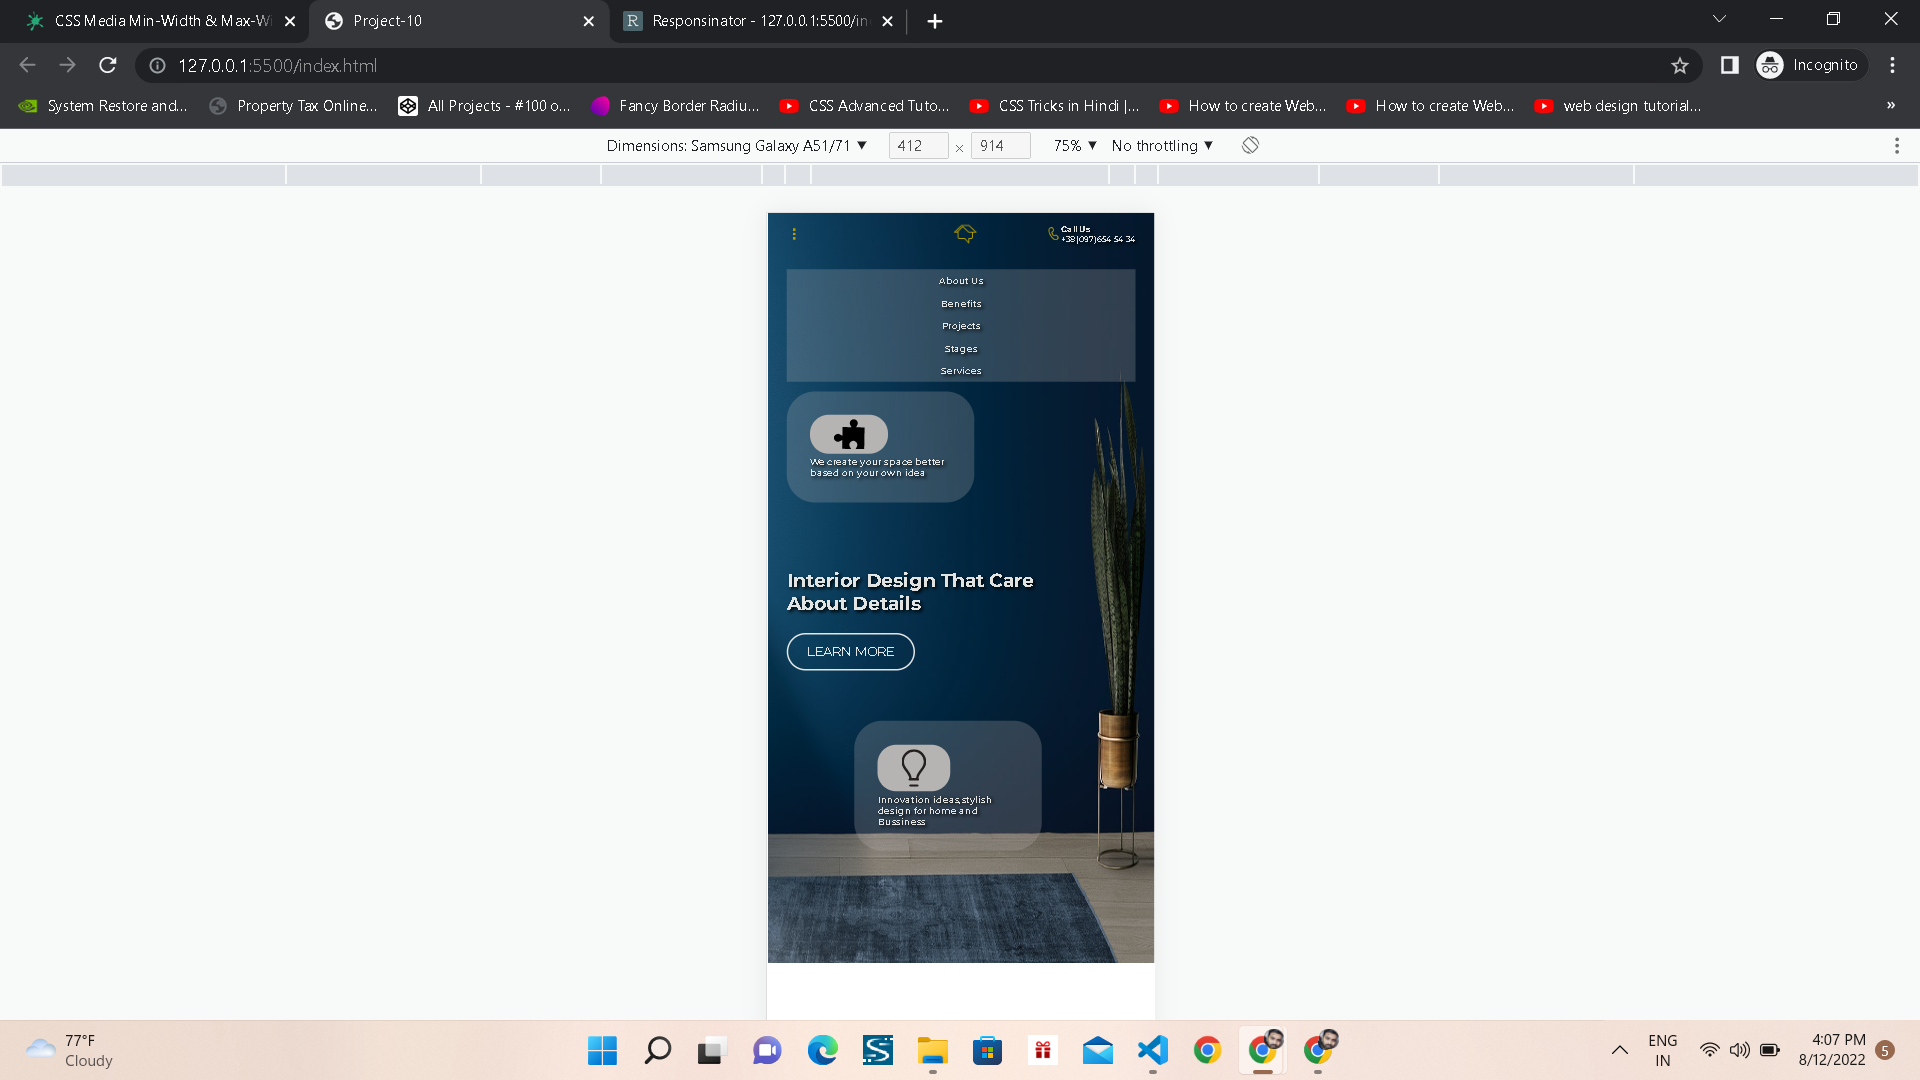 CSS Media Min-Width & Max-Wi
Project-10
Responsinator - 127.0.0.1:5500/in
127.0.0.1:5500/index.html
Incognito
System Restore and...
Property Tax Online...
All Projects - #100 o...
Fancy Border Radiu...
CSS Advanced Tuto...
CSS Tricks in Hindi |...
How to create Web...
How to create Web...
web design tutorial...
»
Dimensions: Samsung Galaxy A51/71 ▼
412 × 914
75% ▼
No throttling ▼
Call Us
+38(097)654 54 34
About Us
Benefits
Projects
Stages
Services
We create your space better
based on your own idea
Interior Design That Care
About Details
LEARN MORE
Innovation ideas,stylish
design for home and
Bussiness
77°F
Cloudy
ENG
IN
4:07 PM
8/12/2022
5